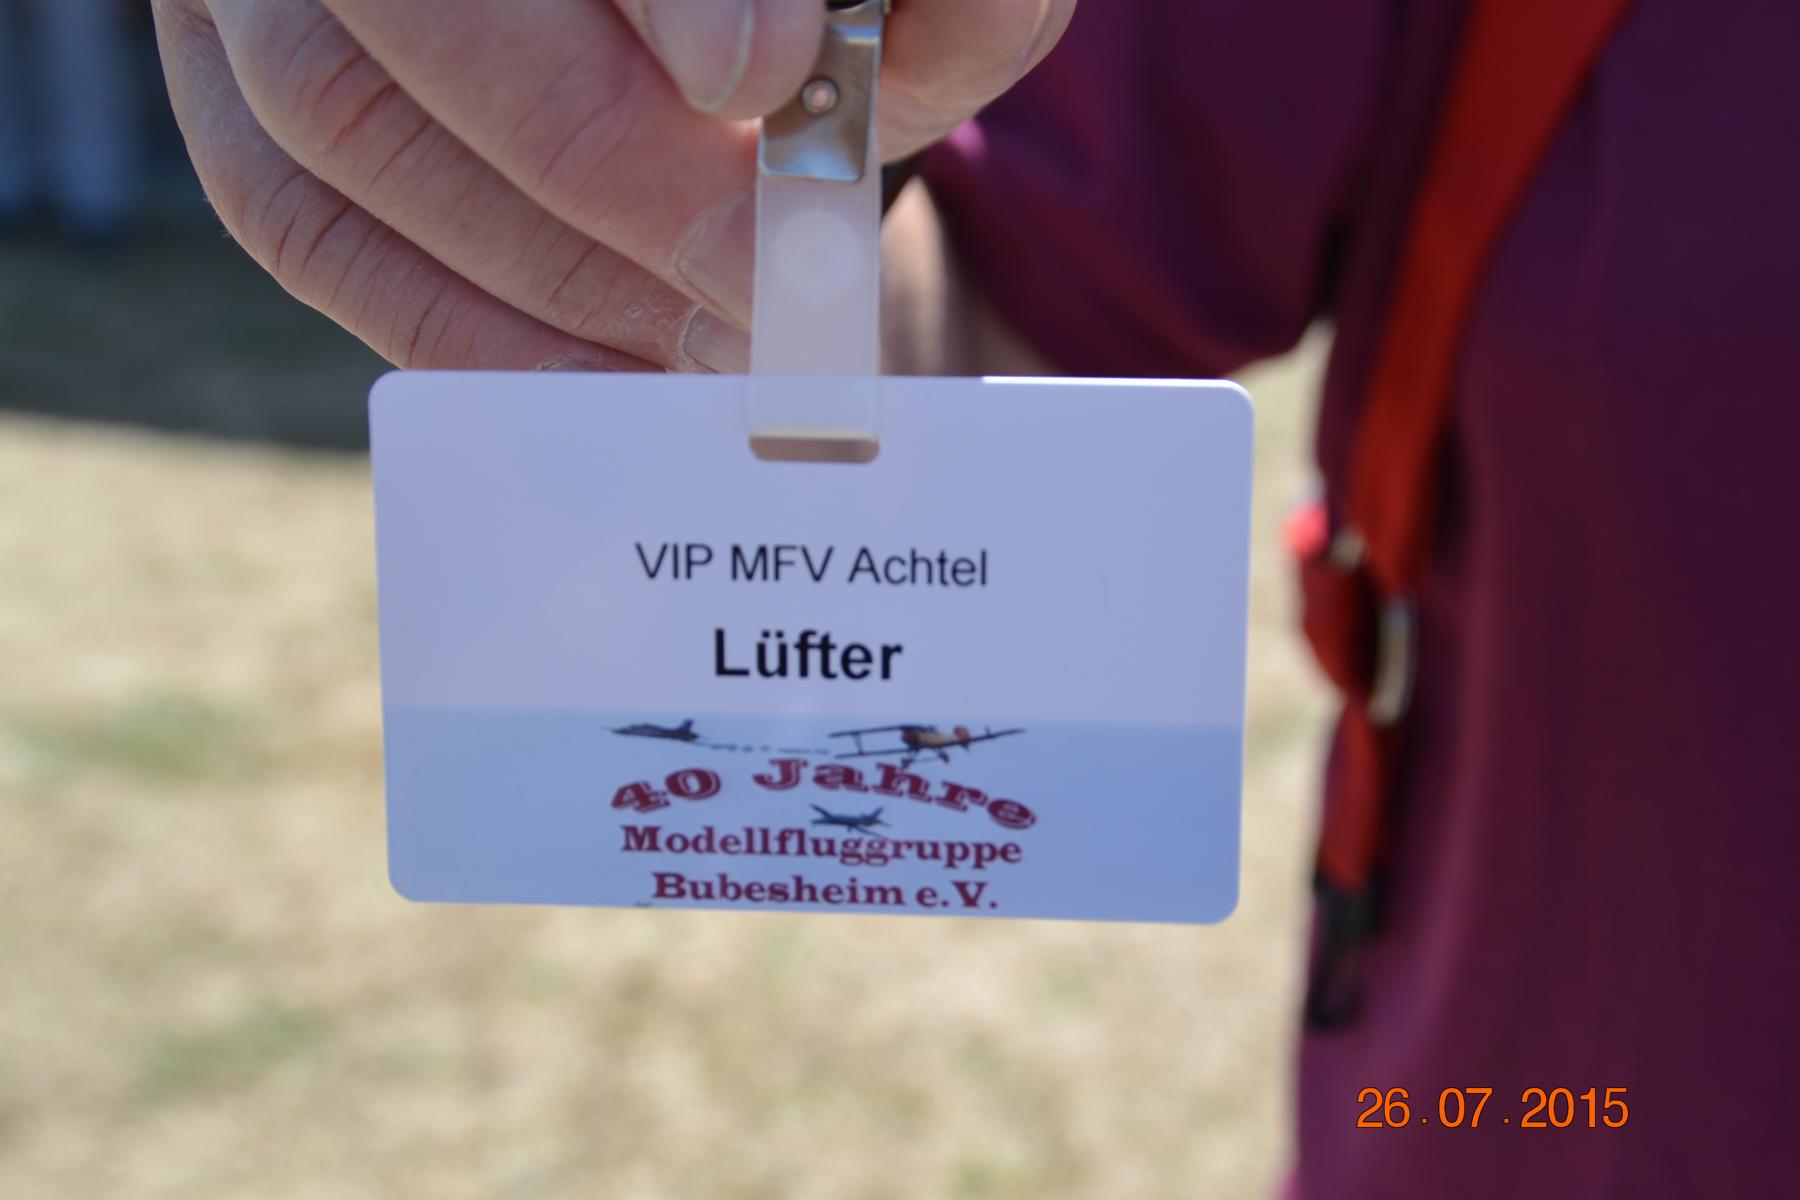 VIP MFV Achtel
Lüfter
40 Jahre
Modellfluggruppe
Bubesheim e.V.
26.07.2015